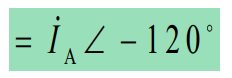 = İ_A∠ − 120°